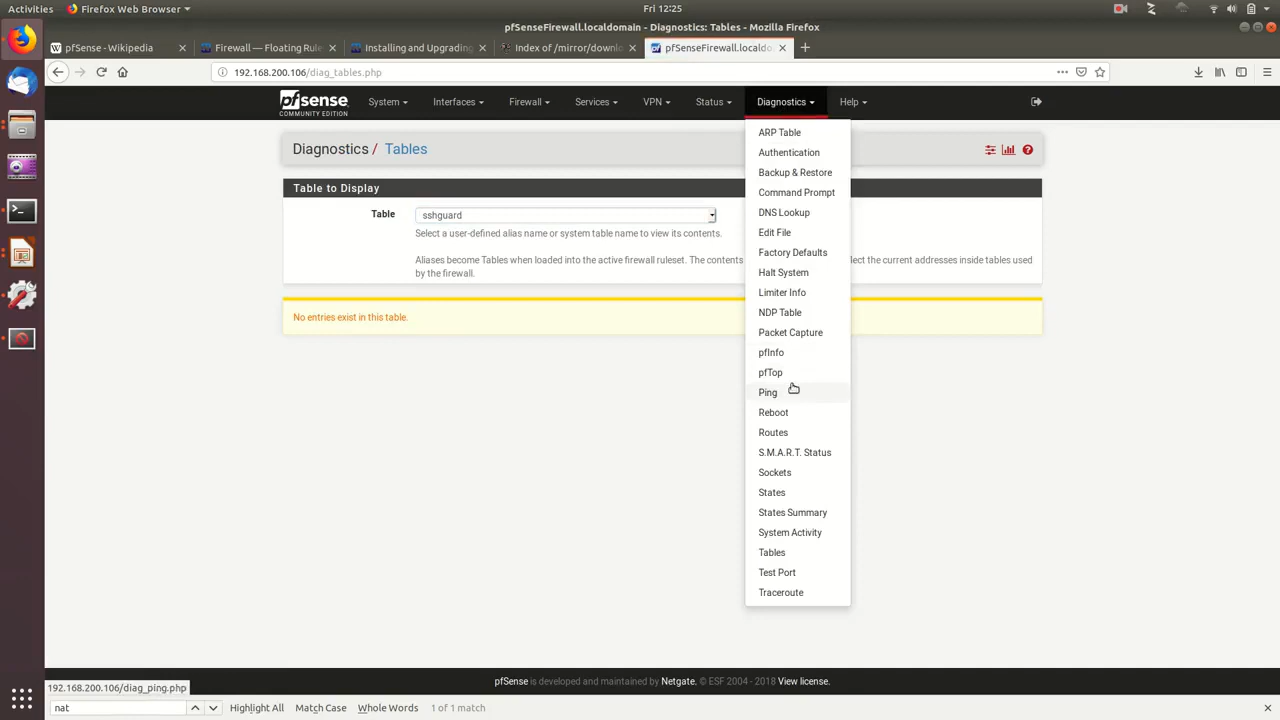 Activities
Firefox Web Browser
Fri 12:25
pfSenseFirewall.localdomain - Diagnostics: Tables - Mozilla Firefox
pfSense - Wikipedia
Firewall — Floating Rule
Installing and Upgrading
Index of /mirror/downlo
pfSenseFirewall.localdo
192.168.200.106/diag_tables.php
pfsense
COMMUNITY EDITION
System
Interfaces
Firewall
Services
VPN
Status
Diagnostics
Help
Diagnostics / Tables
Table to Display
Table
sshguard
Select a user-defined alias name or system table name to view its contents.
Aliases become Tables when loaded into the active firewall ruleset. The contents
lect the current addresses inside tables used
by the firewall.
No entries exist in this table.
ARP Table
Authentication
Backup & Restore
Command Prompt
DNS Lookup
Edit File
Factory Defaults
Halt System
Limiter Info
NDP Table
Packet Capture
pfInfo
pfTop
Ping
Reboot
Routes
S.M.A.R.T. Status
Sockets
States
States Summary
System Activity
Tables
Test Port
Traceroute
pfSense is developed and maintained by Netgate. © ESF 2004 - 2018 View license.
192.168.200.106/diag_ping.php
nat
Highlight All
Match Case
Whole Words
1 of 1 match